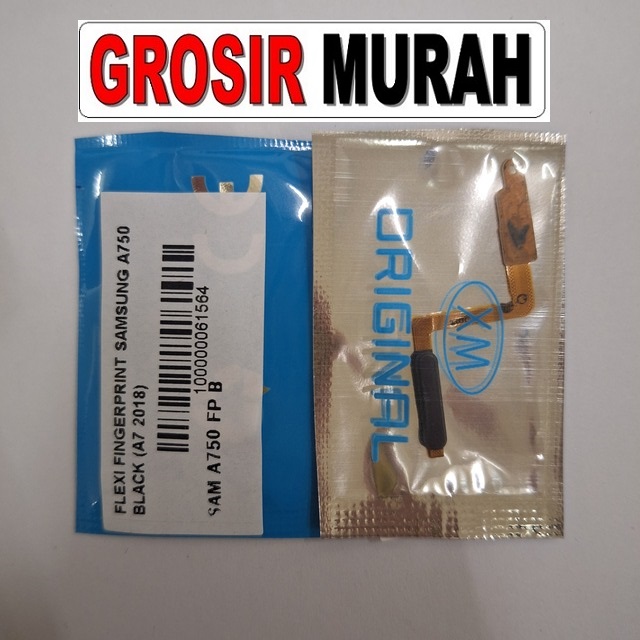 GROSIR MURAH
FLEXI FINGERPRINT SAMSUNG A750
BLACK (A7 2018)
100000061564
SAM A750 FP B
ORIGINAL
XM